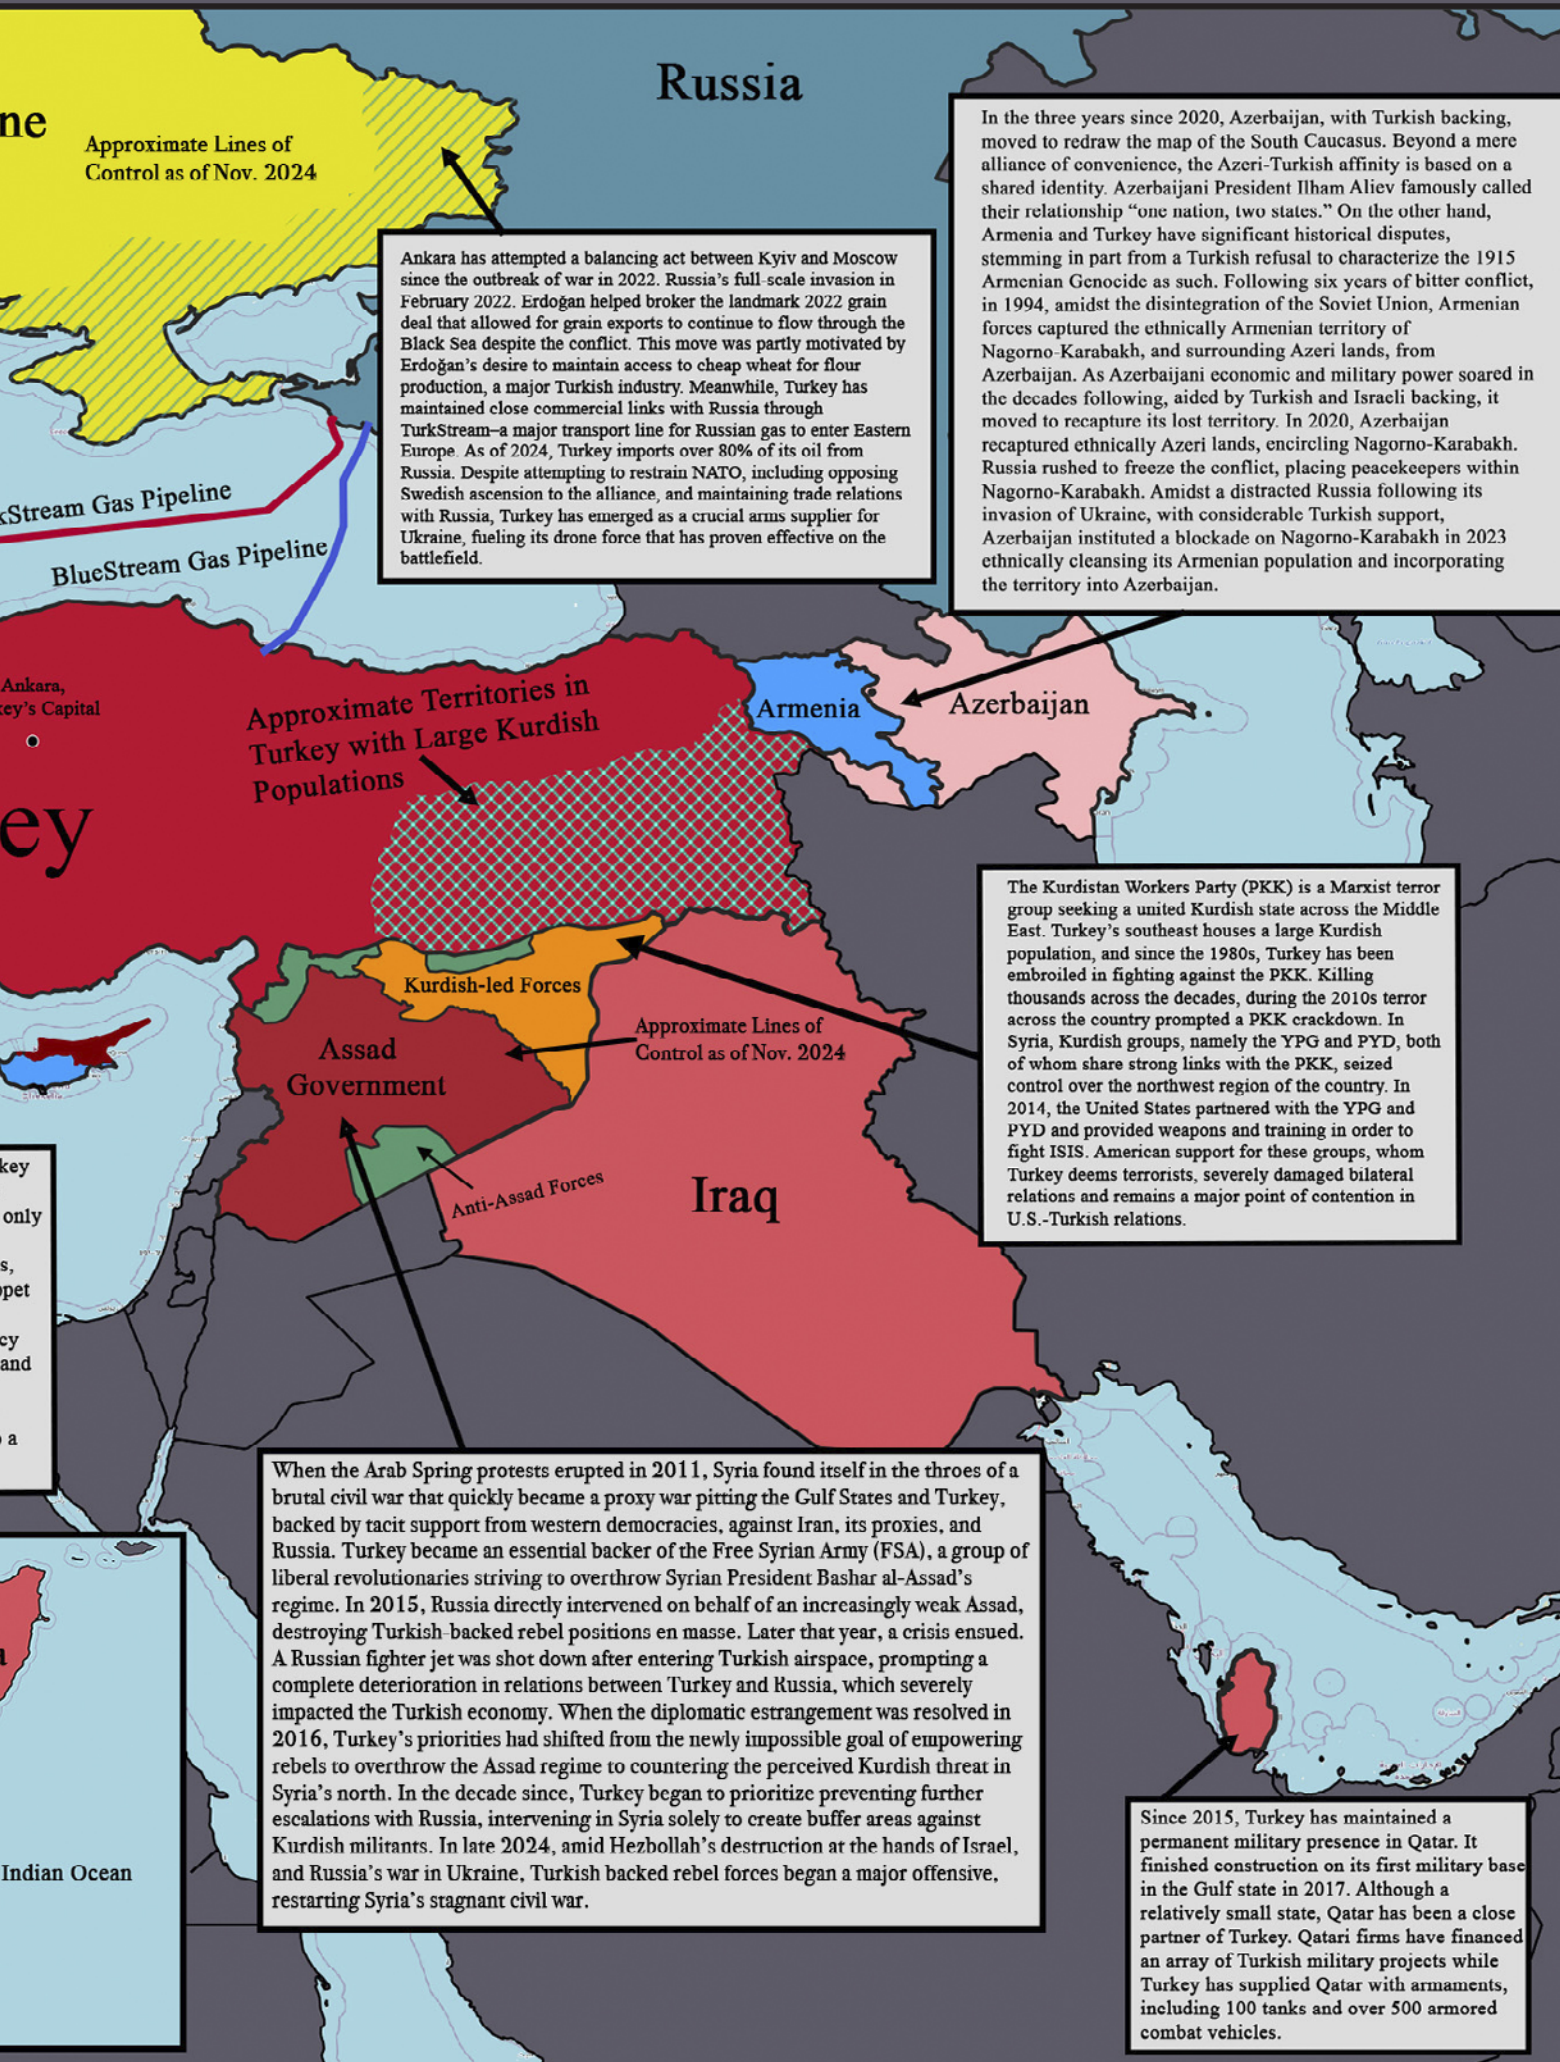 Russia
ne
Approximate Lines of
Control as of Nov. 2024
In the three years since 2020, Azerbaijan, with Turkish backing,
moved to redraw the map of the South Caucasus. Beyond a mere
alliance of convenience, the Azeri-Turkish affinity is based on a
shared identity. Azerbaijani President Ilham Aliev famously called
their relationship “one nation, two states.” On the other hand,
Armenia and Turkey have significant historical disputes,
stemming in part from a Turkish refusal to characterize the 1915
Armenian Genocide as such. Following six years of bitter conflict,
in 1994, amidst the disintegration of the Soviet Union, Armenian
forces captured the ethnically Armenian territory of
Nagorno-Karabakh, and surrounding Azeri lands, from
Azerbaijan. As Azerbaijani economic and military power soared in
the decades following, aided by Turkish and Israeli backing, it
moved to recapture its lost territory. In 2020, Azerbaijan
recaptured ethnically Azeri lands, encircling Nagorno-Karabakh.
Russia rushed to freeze the conflict, placing peacekeepers within
Nagorno-Karabakh. Amidst a distracted Russia following its
invasion of Ukraine, with considerable Turkish support,
Azerbaijan instituted a blockade on Nagorno-Karabakh in 2023
ethnically cleansing its Armenian population and incorporating
the territory into Azerbaijan.
Ankara has attempted a balancing act between Kyiv and Moscow
since the outbreak of war in 2022. Russia’s full-scale invasion in
February 2022. Erdoğan helped broker the landmark 2022 grain
deal that allowed for grain exports to continue to flow through the
Black Sea despite the conflict. This move was partly motivated by
Erdoğan’s desire to maintain access to cheap wheat for flour
production, a major Turkish industry. Meanwhile, Turkey has
maintained close commercial links with Russia through
TurkStream–a major transport line for Russian gas to enter Eastern
Europe. As of 2024, Turkey imports over 80% of its oil from
Russia. Despite attempting to restrain NATO, including opposing
Swedish ascension to the alliance, and maintaining trade relations
with Russia, Turkey has emerged as a crucial arms supplier for
Ukraine, fueling its drone force that has proven effective on the
battlefield.
kStream Gas Pipeline
BlueStream Gas Pipeline
Ankara,
key’s Capital
Approximate Territories in
Turkey with Large Kurdish
Populations
Armenia
Azerbaijan
ey
The Kurdistan Workers Party (PKK) is a Marxist terror
group seeking a united Kurdish state across the Middle
East. Turkey’s southeast houses a large Kurdish
population, and since the 1980s, Turkey has been
embroiled in fighting against the PKK. Killing
thousands across the decades, during the 2010s terror
across the country prompted a PKK crackdown. In
Syria, Kurdish groups, namely the YPG and PYD, both
of whom share strong links with the PKK, seized
control over the northwest region of the country. In
2014, the United States partnered with the YPG and
PYD and provided weapons and training in order to
fight ISIS. American support for these groups, whom
Turkey deems terrorists, severely damaged bilateral
relations and remains a major point of contention in
U.S.-Turkish relations.
Kurdish-led Forces
Approximate Lines of
Control as of Nov. 2024
Assad
Government
Anti-Assad Forces
Iraq
key
only
s,
ppet
cy
and
a
When the Arab Spring protests erupted in 2011, Syria found itself in the throes of a
brutal civil war that quickly became a proxy war pitting the Gulf States and Turkey,
backed by tacit support from western democracies, against Iran, its proxies, and
Russia. Turkey became an essential backer of the Free Syrian Army (FSA), a group of
liberal revolutionaries striving to overthrow Syrian President Bashar al-Assad’s
regime. In 2015, Russia directly intervened on behalf of an increasingly weak Assad,
destroying Turkish-backed rebel positions en masse. Later that year, a crisis ensued.
A Russian fighter jet was shot down after entering Turkish airspace, prompting a
complete deterioration in relations between Turkey and Russia, which severely
impacted the Turkish economy. When the diplomatic estrangement was resolved in
2016, Turkey’s priorities had shifted from the newly impossible goal of empowering
rebels to overthrow the Assad regime to countering the perceived Kurdish threat in
Syria’s north. In the decade since, Turkey began to prioritize preventing further
escalations with Russia, intervening in Syria solely to create buffer areas against
Kurdish militants. In late 2024, amid Hezbollah’s destruction at the hands of Israel,
and Russia’s war in Ukraine, Turkish backed rebel forces began a major offensive,
restarting Syria’s stagnant civil war.
a
Indian Ocean
Since 2015, Turkey has maintained a
permanent military presence in Qatar. It
finished construction on its first military base
in the Gulf state in 2017. Although a
relatively small state, Qatar has been a close
partner of Turkey. Qatari firms have financed
an array of Turkish military projects while
Turkey has supplied Qatar with armaments,
including 100 tanks and over 500 armored
combat vehicles.